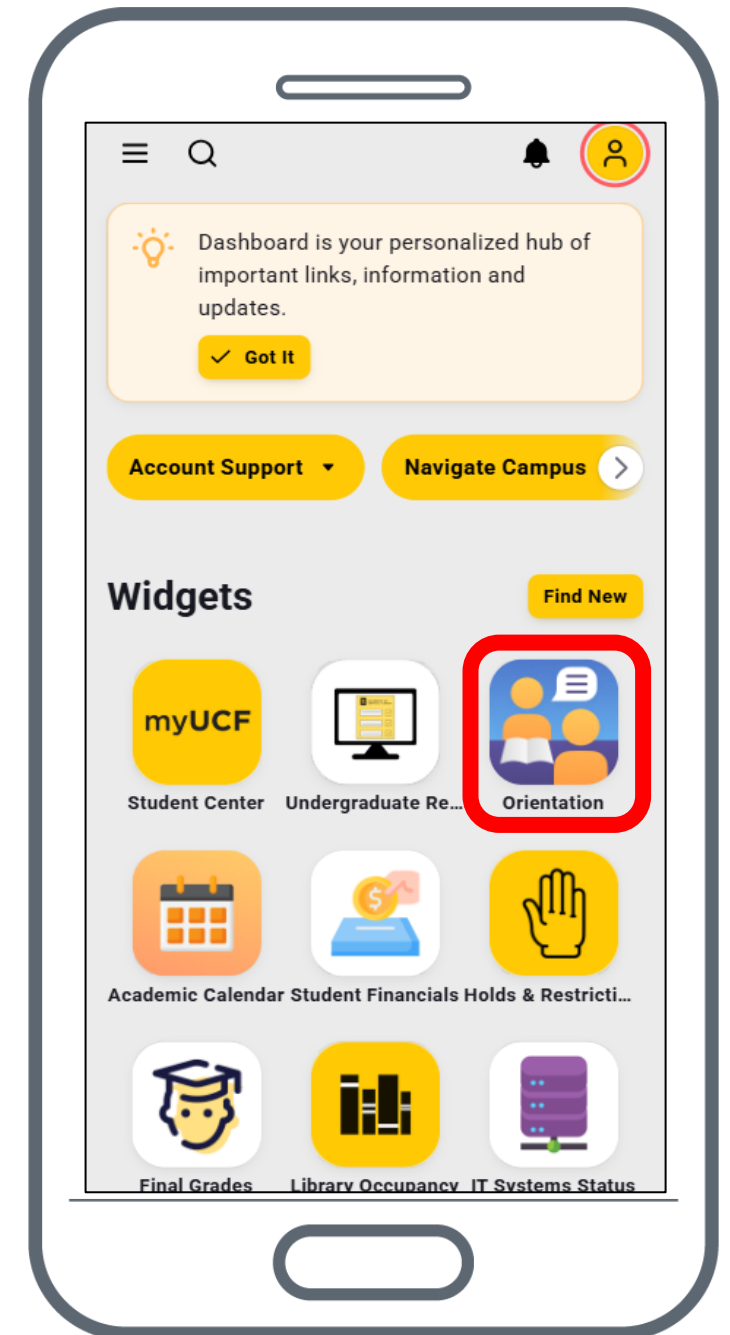 Dashboard is your personalized hub of
important links, information and
updates.
Got It
Account Support
Navigate Campus
Widgets
Find New
myUCF
Student Center
Undergraduate Re...
Orientation
Academic Calendar
Student Financials
Holds & Restricti...
Final Grades
Library Occupancy
IT Systems Status